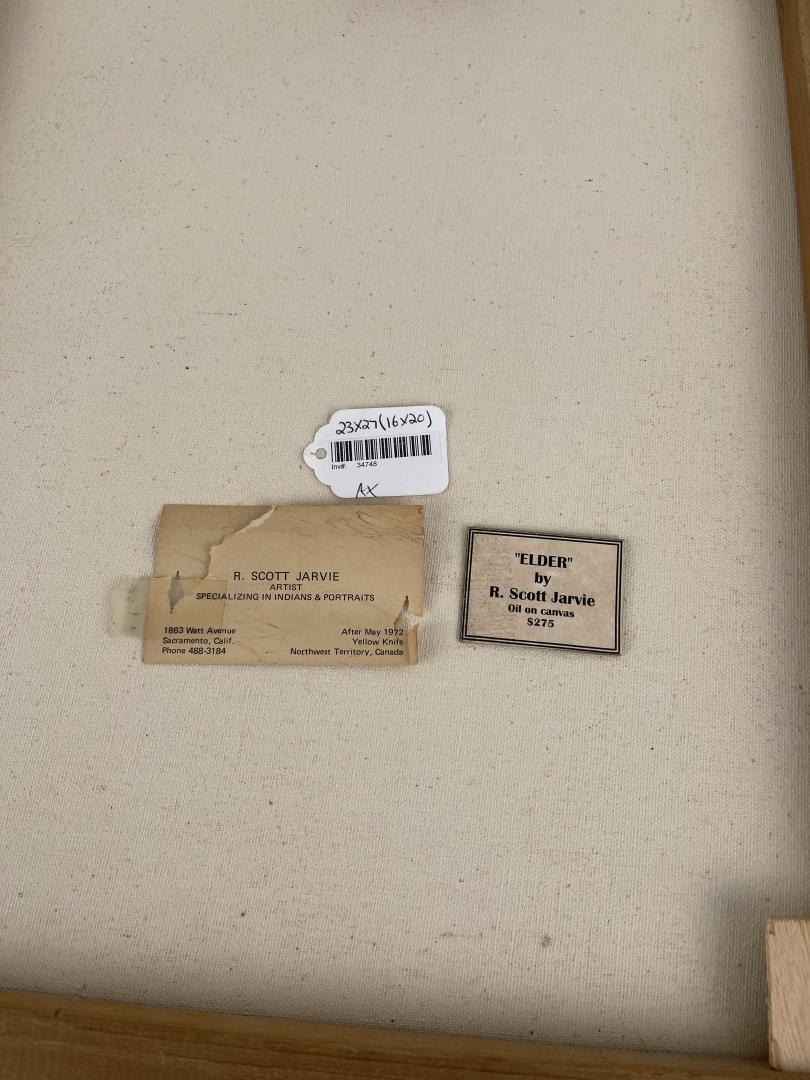 23x27(16x20)
Inv# 34748
AX
R. SCOTT JARVIE
ARTIST
SPECIALIZING IN INDIANS & PORTRAITS
1863 Watt Avenue
Sacramento, Calif.
Phone 488-3184
After May 1972
Yellow Knife
Northwest Territory, Canada
"ELDER"
by
R. Scott Jarvie
Oil on canvas
$275